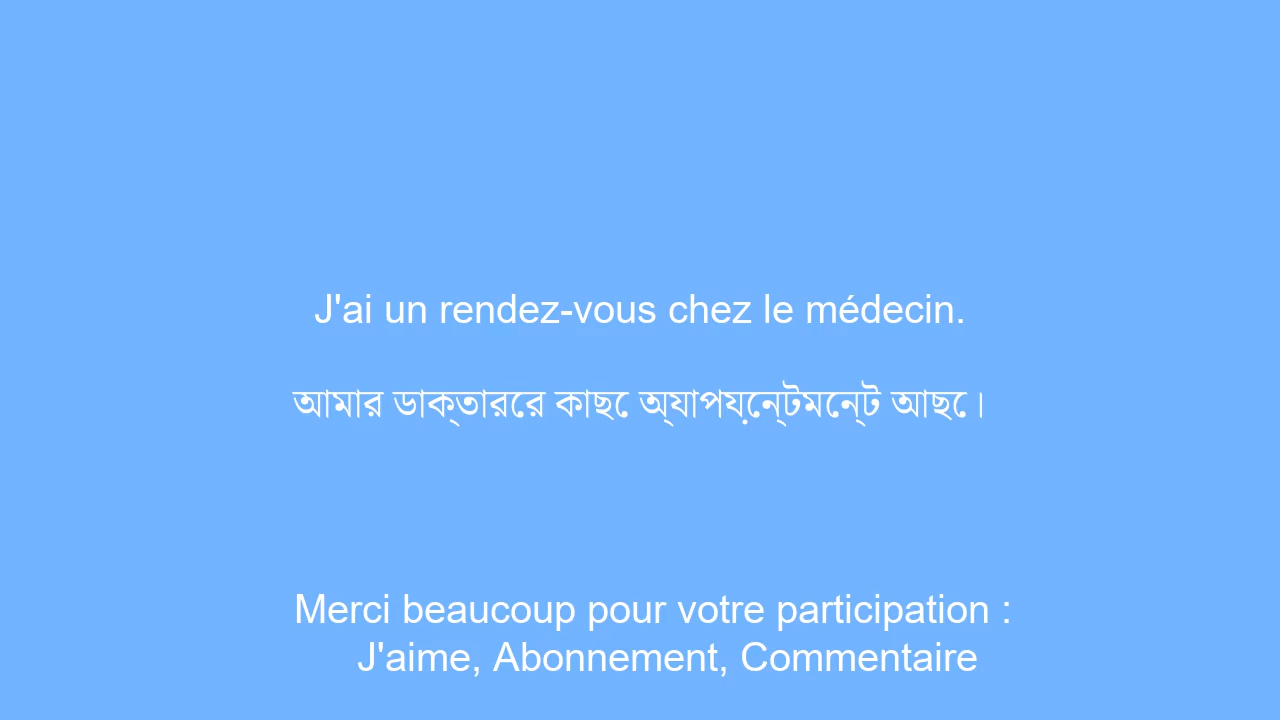 J'ai un rendez-vous chez le médecin.
আমার ডাক্তারের কাছে অ্যাপয়েন্টমেন্ট আছে।
Merci beaucoup pour votre participation :
J'aime, Abonnement, Commentaire